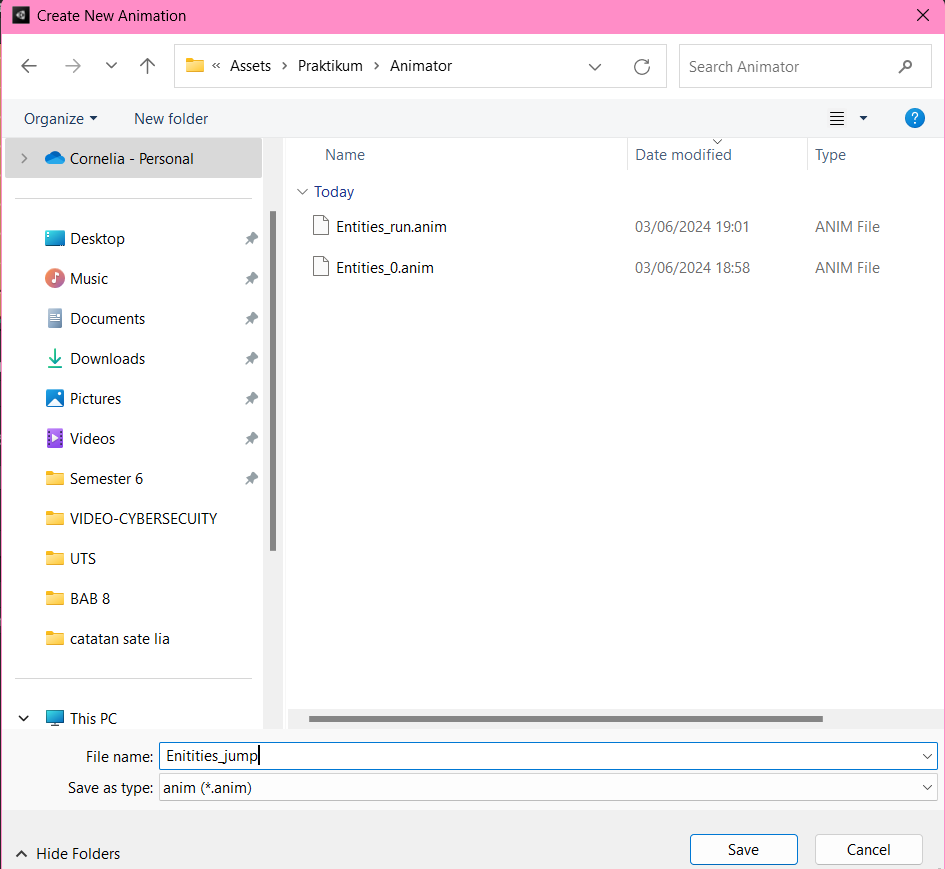 Create New Animation
« Assets > Praktikum > Animator
Search Animator
Organize
New folder
?
Cornelia - Personal
Desktop
Music
Documents
Downloads
Pictures
Videos
Semester 6
VIDEO-CYBERSECUITY
UTS
BAB 8
catatan sate lia
This PC
Name Date modified Type
Today
Entities_run.anim 03/06/2024 19:01 ANIM File
Entities_0.anim 03/06/2024 18:58 ANIM File
File name: Enitities_jump
Save as type: anim (*.anim)
Hide Folders
Save
Cancel